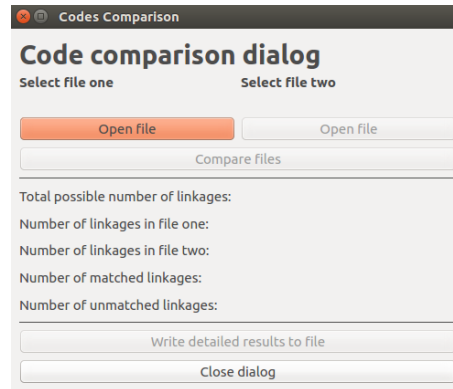 Codes Comparison
Code comparison dialog
Select file one Select file two
Open file Open file
Compare files
Total possible number of linkages:
Number of linkages in file one:
Number of linkages in file two:
Number of matched linkages:
Number of unmatched linkages:
Write detailed results to file
Close dialog